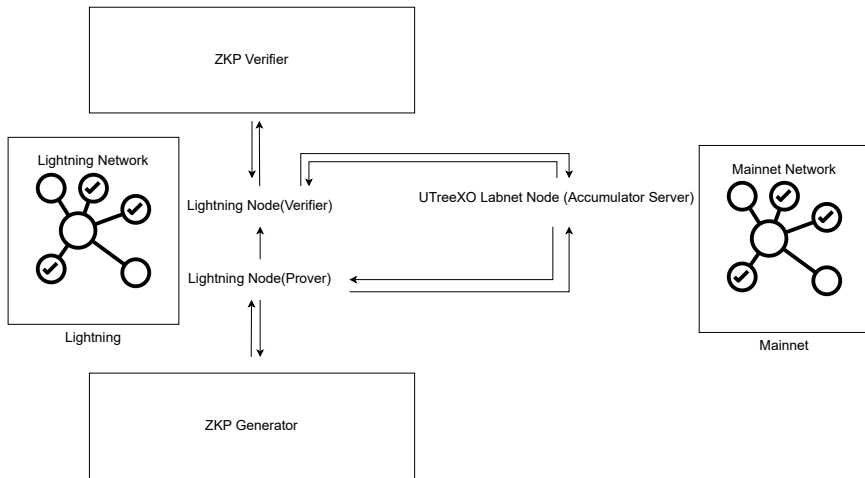 ZKP Verifier
Lightning Network
Mainnet Network
Lightning Node(Verifier)
UTreeXO Labnet Node (Accumulator Server)
Lightning Node(Prover)
Lightning
Mainnet
ZKP Generator